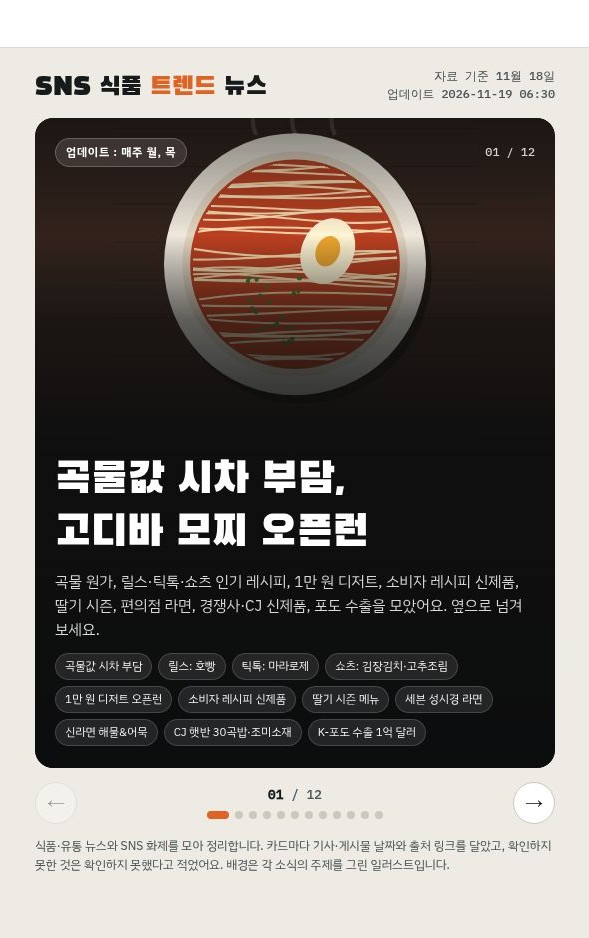 SNS 식품 트렌드 뉴스
자료 기준 11월 18일
업데이트 2026-11-19 06:30
업데이트 : 매주 월, 목
01 / 12
곡물값 시차 부담,
고디바 모찌 오픈런
곡물 원가, 릴스·틱톡·쇼츠 인기 레시피, 1만 원 디저트, 소비자 레시피 신제품,
딸기 시즌, 편의점 라면, 경쟁사·CJ 신제품, 포도 수출을 모았어요. 옆으로 넘겨
보세요.
곡물값 시차 부담
릴스: 호빵
틱톡: 마라로제
쇼츠: 김장김치·고추조림
1만 원 디저트 오픈런
소비자 레시피 신제품
딸기 시즌 메뉴
세븐 성시경 라면
신라면 해물&어묵
CJ 햇반 30곡밥·조미소재
K-포도 수출 1억 달러
←
01 / 12
→
식품·유통 뉴스와 SNS 화제를 모아 정리합니다. 카드마다 기사·게시물 날짜와 출처 링크를 달았고, 확인하지
못한 것은 확인하지 못했다고 적었어요. 배경은 각 소식의 주제를 그린 일러스트입니다.